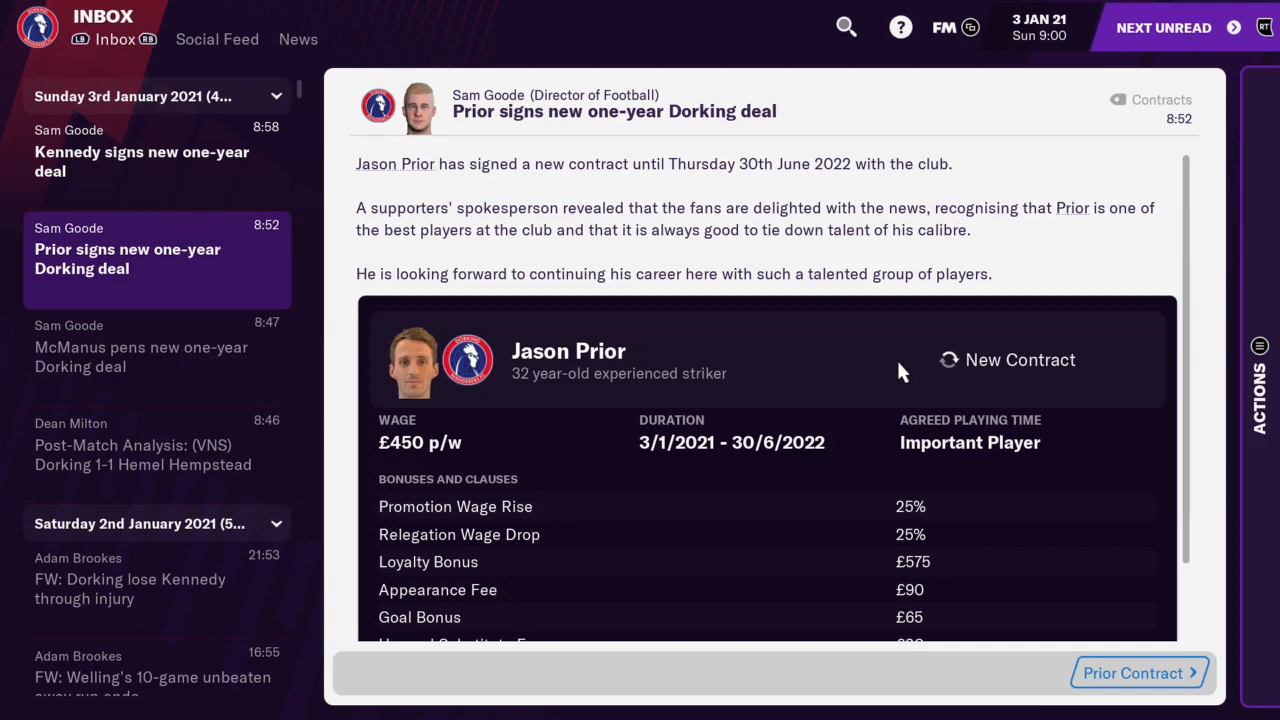 INBOX
LB Inbox RB
Social Feed
News
FM
3 JAN 21
Sun 9:00
NEXT UNREAD
RT
Sunday 3rd January 2021 (4...
Sam Goode
8:58
Kennedy signs new one-year
deal
Sam Goode
8:52
Prior signs new one-year
Dorking deal
Sam Goode
8:47
McManus pens new one-year
Dorking deal
Dean Milton
8:46
Post-Match Analysis: (VNS)
Dorking 1-1 Hemel Hempstead
Saturday 2nd January 2021 (5...
Adam Brookes
21:53
FW: Dorking lose Kennedy
through injury
Adam Brookes
16:55
FW: Welling's 10-game unbeaten
away run ends
Sam Goode (Director of Football)
Prior signs new one-year Dorking deal
Contracts
8:52
Jason Prior has signed a new contract until Thursday 30th June 2022 with the club.
A supporters' spokesperson revealed that the fans are delighted with the news, recognising that Prior is one of
the best players at the club and that it is always good to tie down talent of his calibre.
He is looking forward to continuing his career here with such a talented group of players.
Jason Prior
32 year-old experienced striker
New Contract
WAGE
£450 p/w
DURATION
3/1/2021 - 30/6/2022
AGREED PLAYING TIME
Important Player
BONUSES AND CLAUSES
Promotion Wage Rise
25%
Relegation Wage Drop
25%
Loyalty Bonus
£575
Appearance Fee
£90
Goal Bonus
£65
Prior Contract
ACTIONS